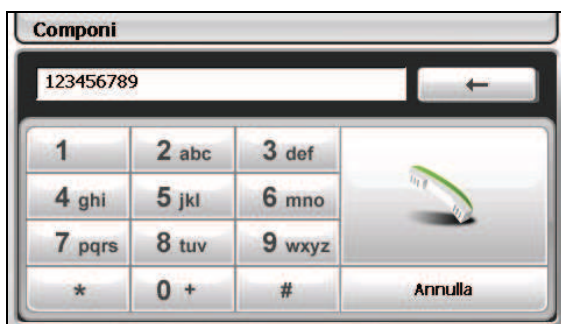 Componi
123456789 ←
1 2 abc 3 def
4 ghi 5 jkl 6 mno
7 pqrs 8 tuv 9 wxyz
* 0 + # Annulla